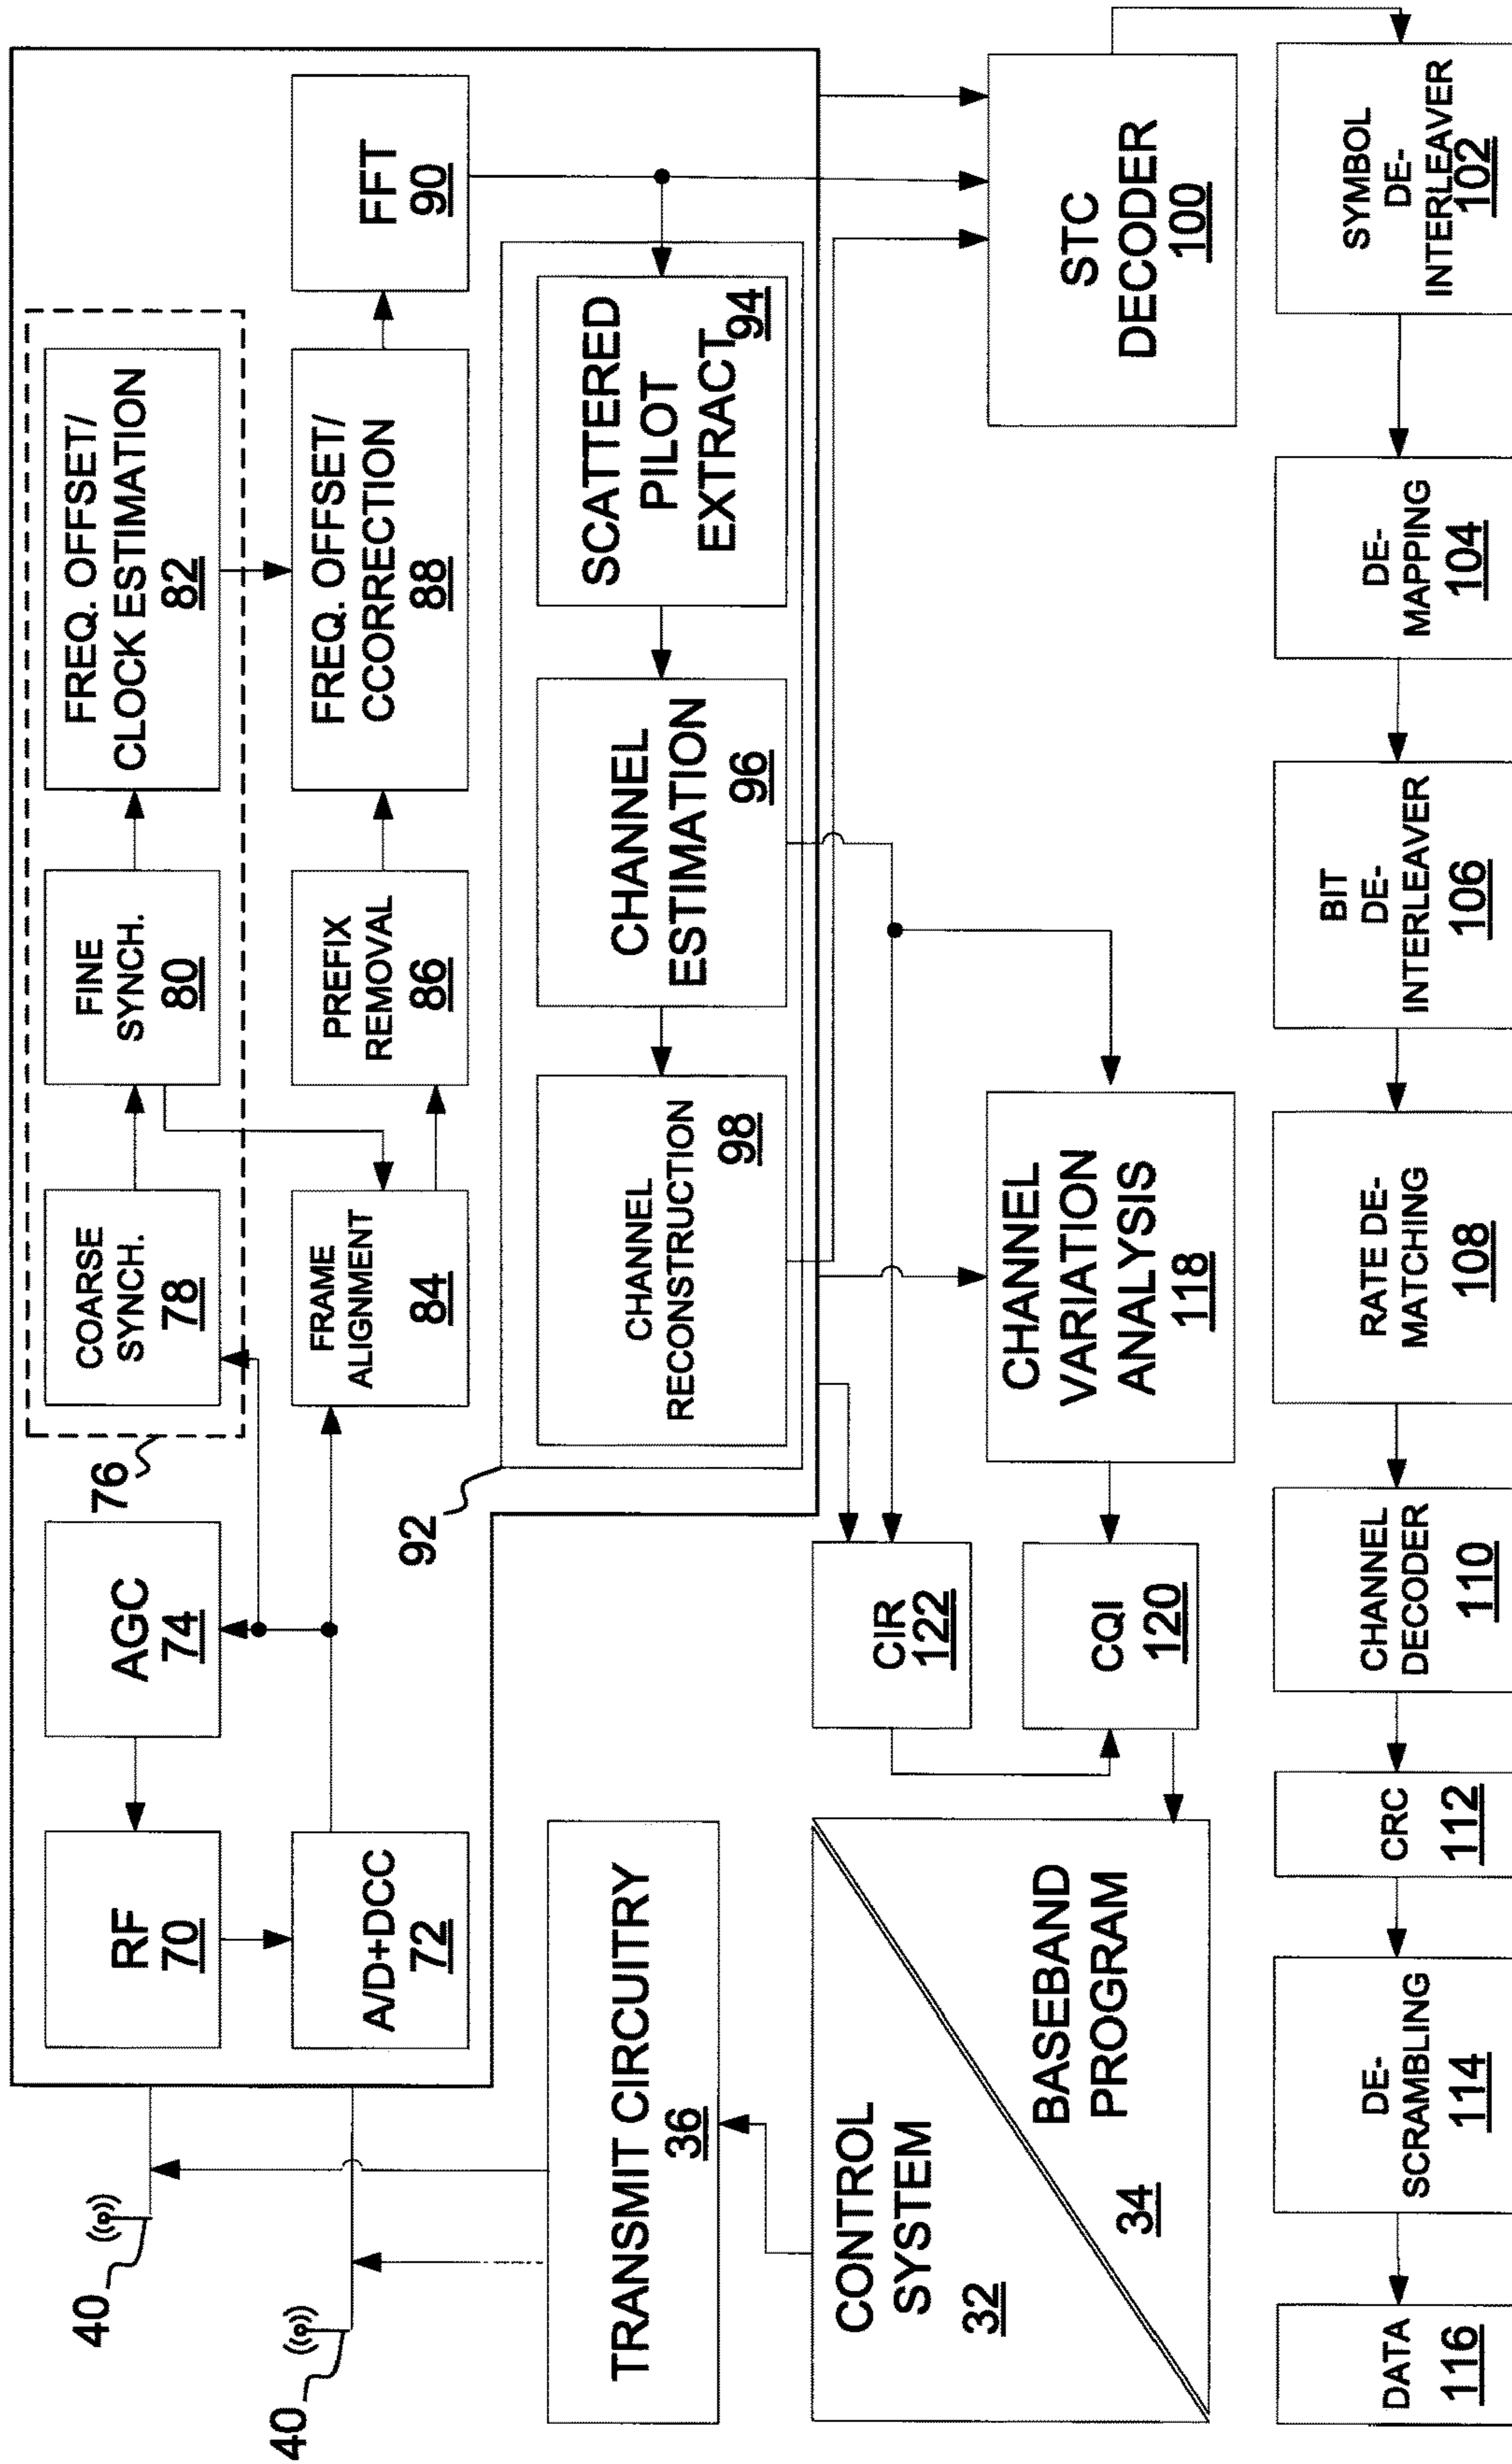 40
40
RF
70
A/D+DCC
72
AGC
74
76
COARSE
SYNCH.
78
FINE
SYNCH.
80
FREQ. OFFSET/
CLOCK ESTIMATION
82
FRAME
ALIGNMENT
84
PREFIX
REMOVAL
86
FREQ. OFFSET/
CCORRECTION
88
FFT
90
92
SCATTERED
PILOT
EXTRACT
94
CHANNEL
ESTIMATION
96
CHANNEL
RECONSTRUCTION
98
TRANSMIT CIRCUITRY
36
CONTROL
SYSTEM
32
BASEBAND
PROGRAM
34
CIR
122
CQI
120
CHANNEL
VARIATION
ANALYSIS
118
STC
DECODER
100
SYMBOL
DE-
INTERLEAVER
102
DE-
MAPPING
104
BIT
DE-
INTERLEAVER
106
RATE DE-
MATCHING
108
CHANNEL
DECODER
110
CRC
112
DE-
SCRAMBLING
114
DATA
116